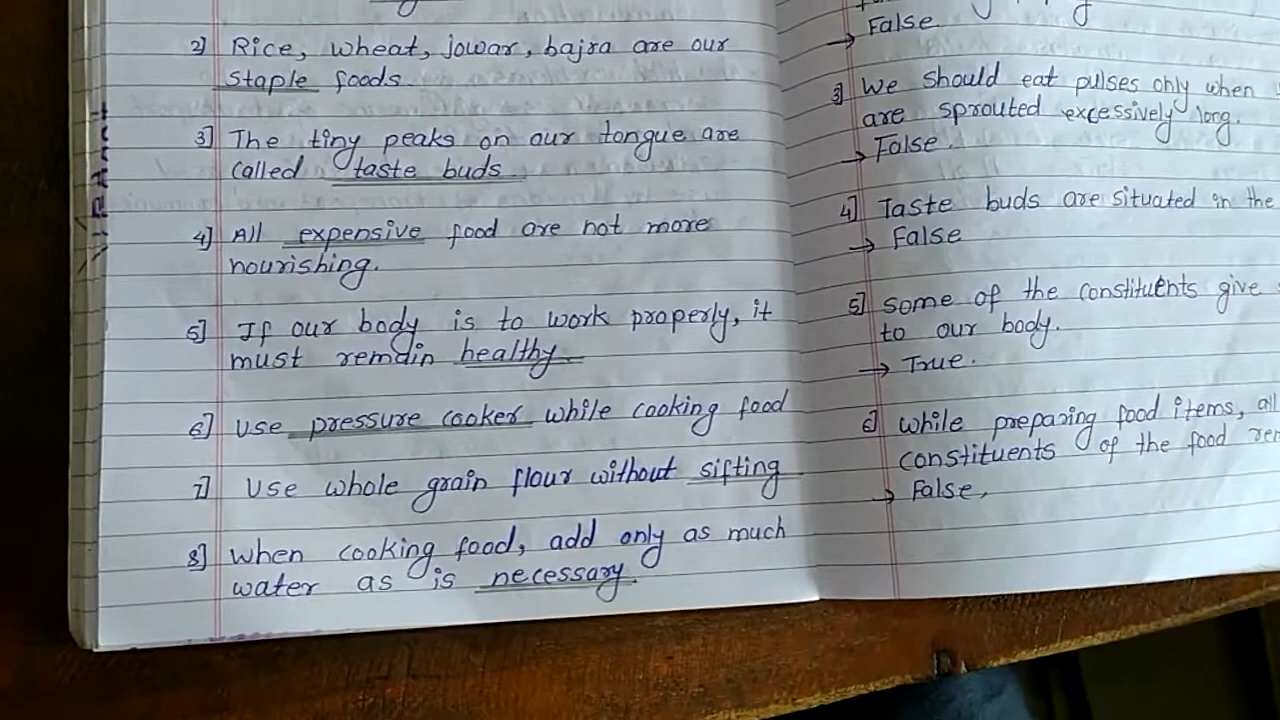 2] Rice, wheat, jowar, bajra are our
staple foods.
3] The tiny peaks on our tongue are
called taste buds
4] All expensive food are not more
nourishing.
5] If our body is to work properly, it
must remain healthy
6] Use pressure cooker while cooking food
7] Use whole grain flour without sifting
8] When cooking food, add only as much
water as is necessary.
False.
3] We should eat pulses only when
are sprouted excessively long.
→ False.
4] Taste buds are situated in the
→ False
5] some of the constituents give
to our body.
→ True.
6] while preparing food items, all
constituents of the food
→ False,